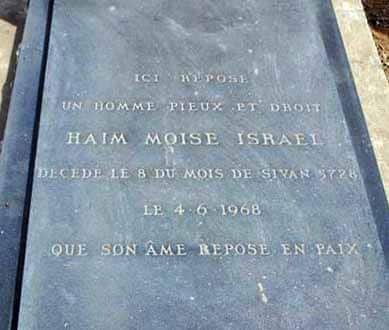 ICI REPOSE
UN HOMME PIEUX ET DROIT
HAIM MOISE ISRAEL
DECEDE LE 8 DU MOIS DE SIVAN 5728
LE 4-6-1968
QUE SON ÂME REPOSE EN PAIX